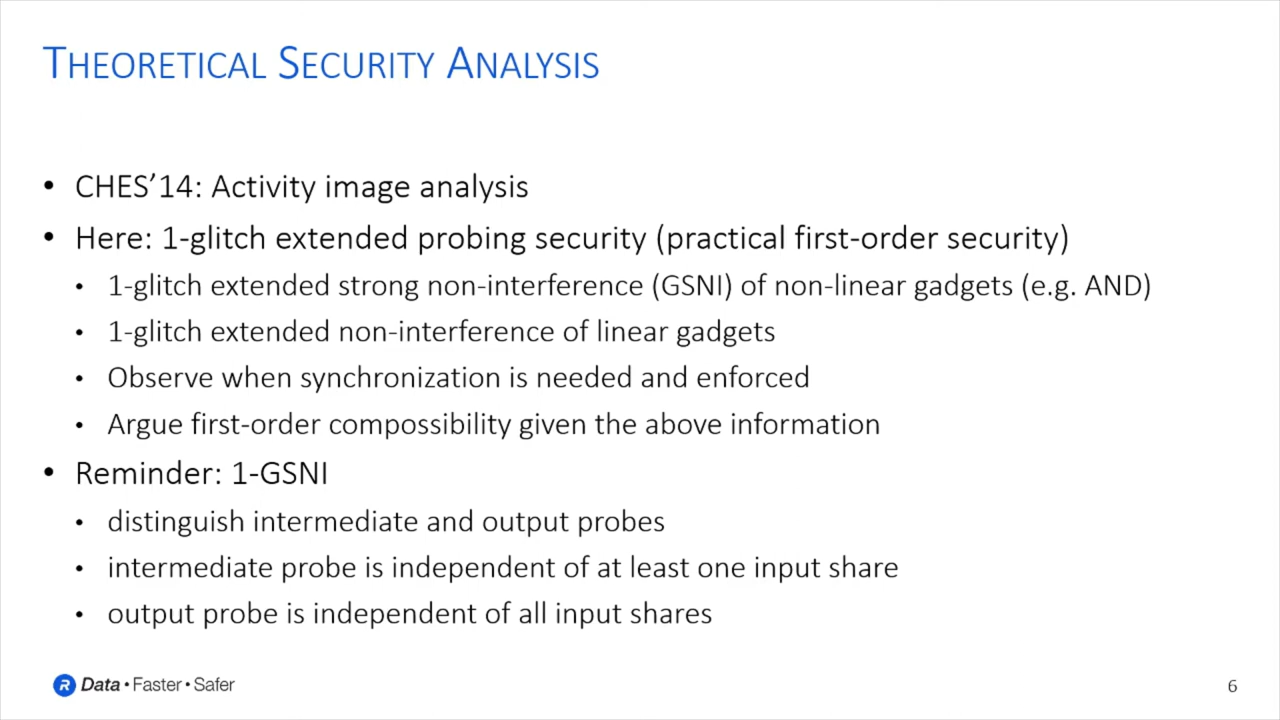 THEORETICAL SECURITY ANALYSIS
• CHES’14: Activity image analysis
• Here: 1-glitch extended probing security (practical first-order security)
• 1-glitch extended strong non-interference (GSNI) of non-linear gadgets (e.g. AND)
• 1-glitch extended non-interference of linear gadgets
• Observe when synchronization is needed and enforced
• Argue first-order compossibility given the above information
• Reminder: 1-GSNI
• distinguish intermediate and output probes
• intermediate probe is independent of at least one input share
• output probe is independent of all input shares
R Data • Faster • Safer
6